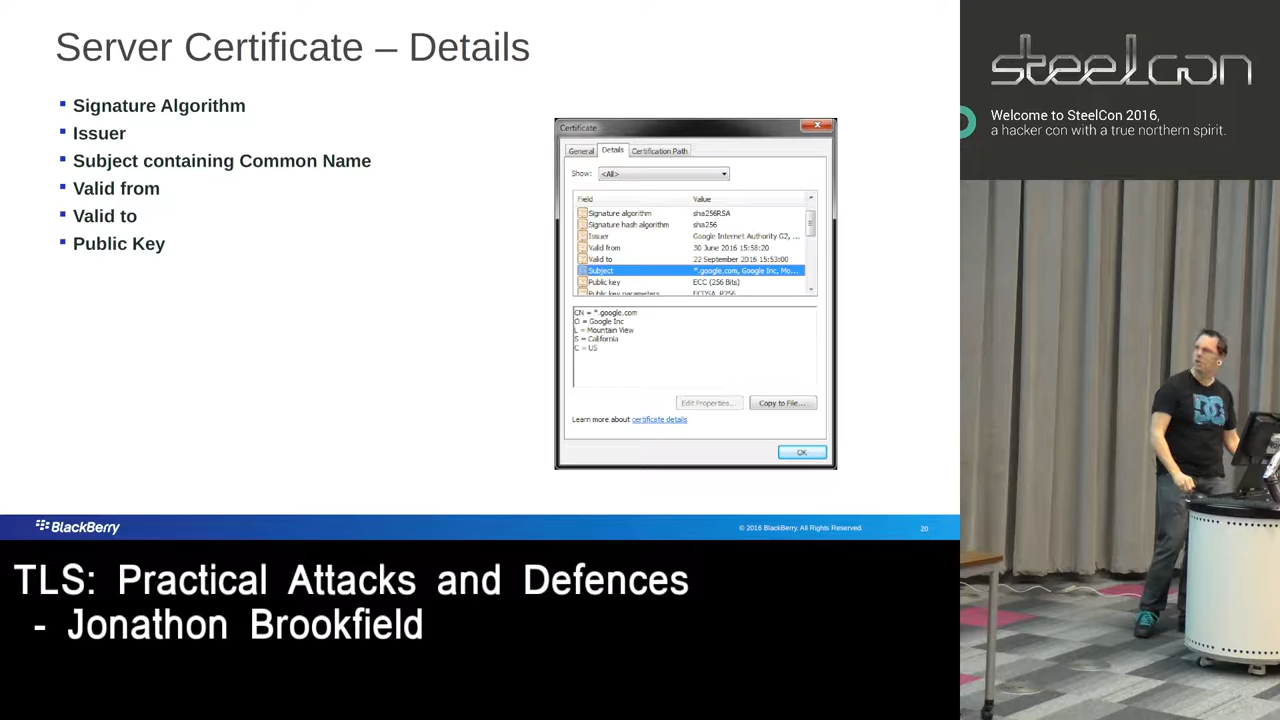 Server Certificate – Details
Signature Algorithm
Issuer
Subject containing Common Name
Valid from
Valid to
Public Key
Certificate
General Details Certification Path
Show: <All>
Field Value
Signature algorithm sha256RSA
Signature hash algorithm sha256
Issuer Google Internet Authority G2, ...
Valid from 30 June 2016 15:58:20
Valid to 22 September 2016 15:53:00
Subject *.google.com, Google Inc, Mo...
Public key ECC (256 Bits)
Public key parameters ECDSA_P256
CN = *.google.com
O = Google Inc
L = Mountain View
S = California
C = US
Edit Properties... Copy to File...
Learn more about certificate details
OK
BlackBerry
© 2016 BlackBerry. All Rights Reserved. 20
steelcon
Welcome to SteelCon 2016,
a hacker con with a true northern spirit.
DC
TLS: Practical Attacks and Defences
- Jonathon Brookfield